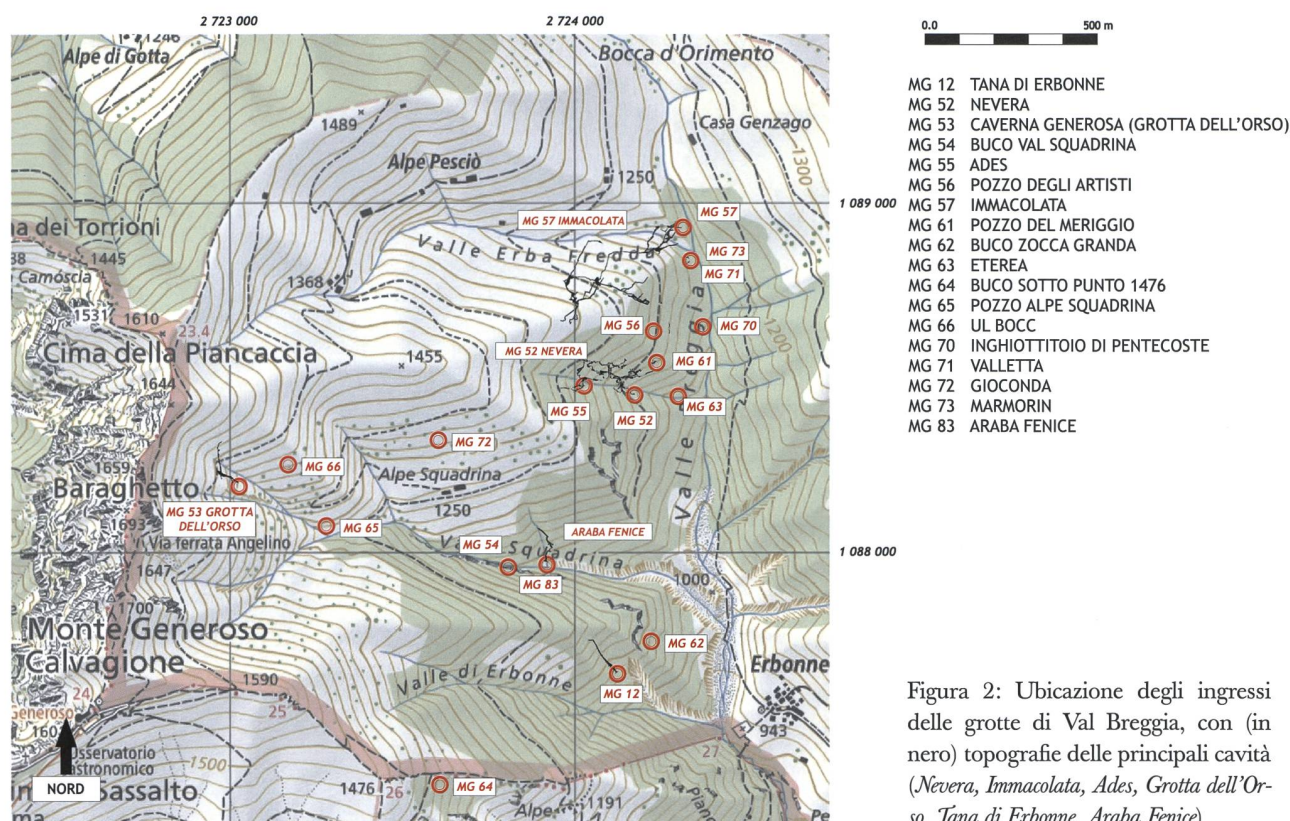 2 723 000
2 724 000
1246
Alpe di Gotta
Bocca d'Orimento
1489
Casa Genzago
Alpe Pesciò
1250
1300
MG 57
MG 57 IMMACOLATA
1 089 000
dei Torrioni
Valle Erba Fredda
MG 73
1445
MG 71
Camóscia
1368
1531
1610
23.4
MG 56
MG 70
1200
Cima della Piancaccia
MG 52 NEVERA
1455
MG 61
1644
MG 55
MG 52
MG 63
MG 72
1659
MG 66
Alpe Squadrina
Baraghetto
Valle
MG 53 GROTTA
DELL'ORSO
1250
1693
MG 65
Via ferrata Angelino
MG 54
ARABA FENICE
1 088 000
Squadrina
1647
MG 83
1000
1700
Monte Generoso
MG 62
Calvagione
Erbonne
Valle di Erbonne
MG 12
1590
24
Generoso
25
943
Osservatorio
astronomico
27
1500
NORD
Sassalto
1476
26
MG 64
Alpe
1191
0.0
500 m
MG 12 TANA DI ERBONNE
MG 52 NEVERA
MG 53 CAVERNA GENEROSA (GROTTA DELL'ORSO)
MG 54 BUCO VAL SQUADRINA
MG 55 ADES
MG 56 POZZO DEGLI ARTISTI
MG 57 IMMACOLATA
MG 61 POZZO DEL MERIGGIO
MG 62 BUCO ZOCCA GRANDA
MG 63 ETEREA
MG 64 BUCO SOTTO PUNTO 1476
MG 65 POZZO ALPE SQUADRINA
MG 66 UL BOCC
MG 70 INGHIOTTITOIO DI PENTECOSTE
MG 71 VALLETTA
MG 72 GIOCONDA
MG 73 MARMORIN
MG 83 ARABA FENICE
Figura 2: Ubicazione degli ingressi
delle grotte di Val Breggia, con (in
nero) topografie delle principali cavità
(Nevera, Immacolata, Ades, Grotta dell'Or-
so, Tana di Erbonne, Araba Fenice)